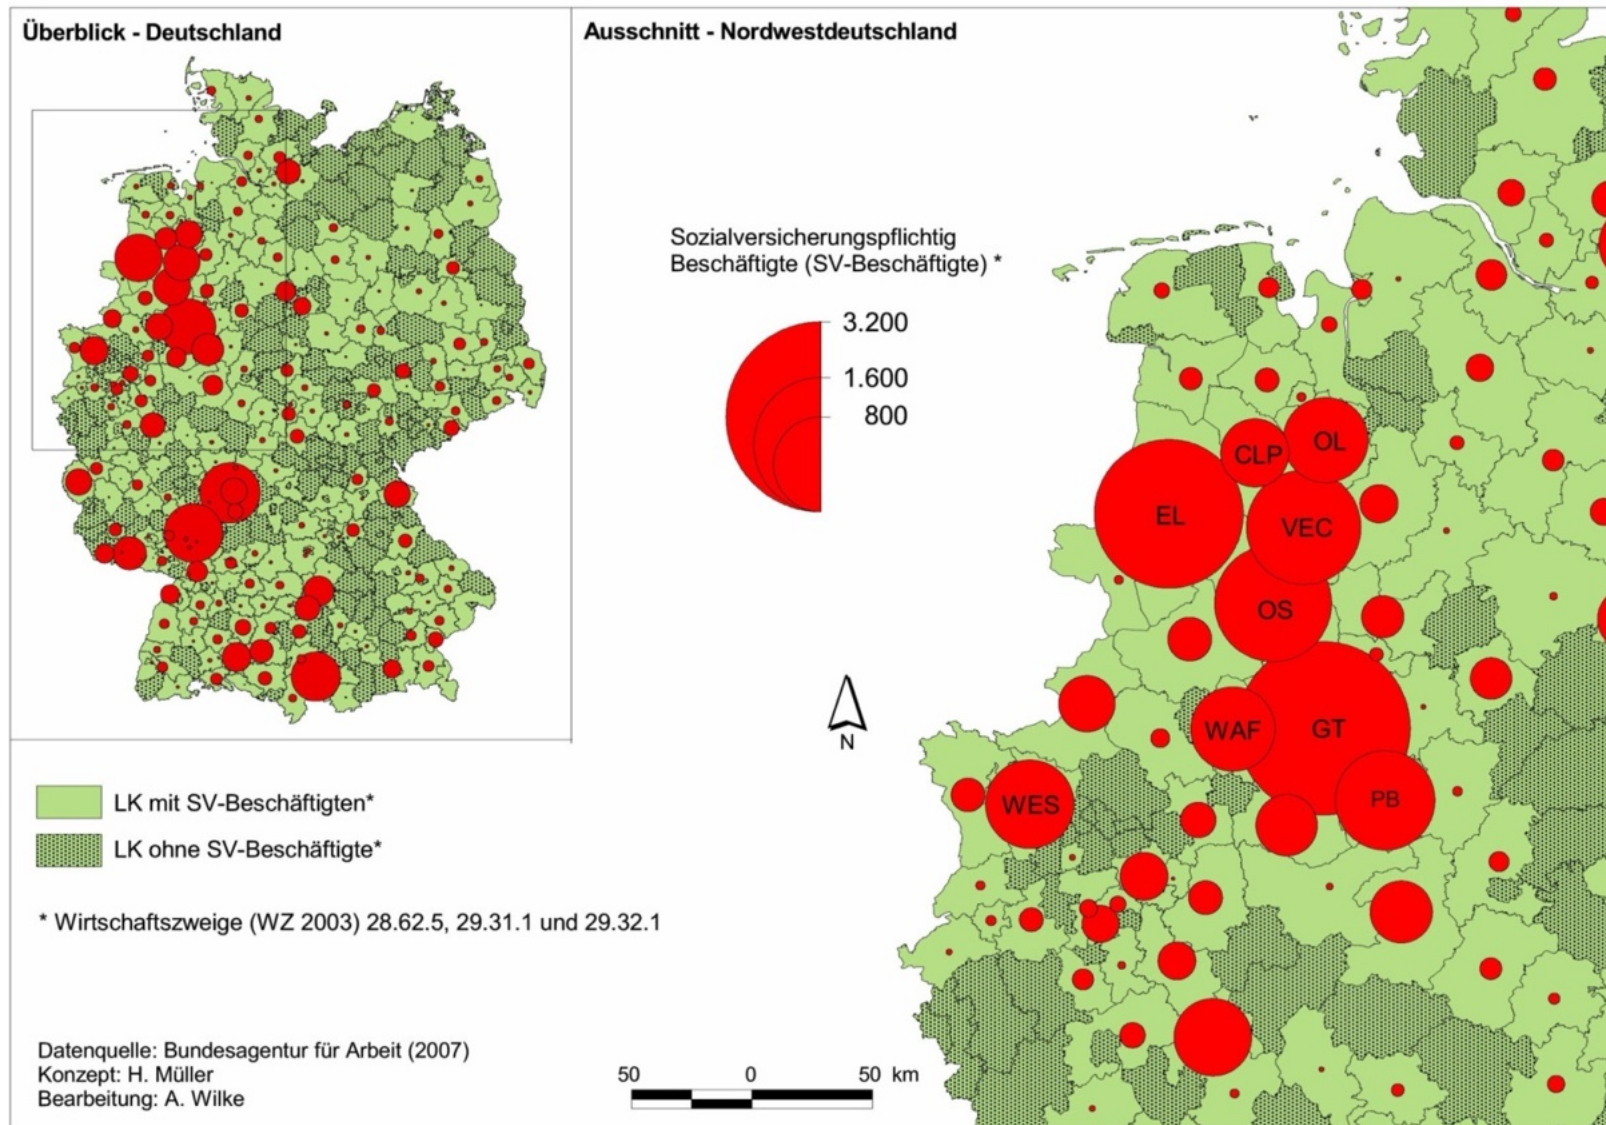 Überblick - Deutschland
Ausschnitt - Nordwestdeutschland
Sozialversicherungspflichtig
Beschäftigte (SV-Beschäftigte) *
3.200
1.600
800
CLP
OL
EL
VEC
OS
WAF
GT
WES
PB
N
LK mit SV-Beschäftigten*
LK ohne SV-Beschäftigte*
* Wirtschaftszweige (WZ 2003) 28.62.5, 29.31.1 und 29.32.1
Datenquelle: Bundesagentur für Arbeit (2007)
Konzept: H. Müller
Bearbeitung: A. Wilke
50 0 50 km